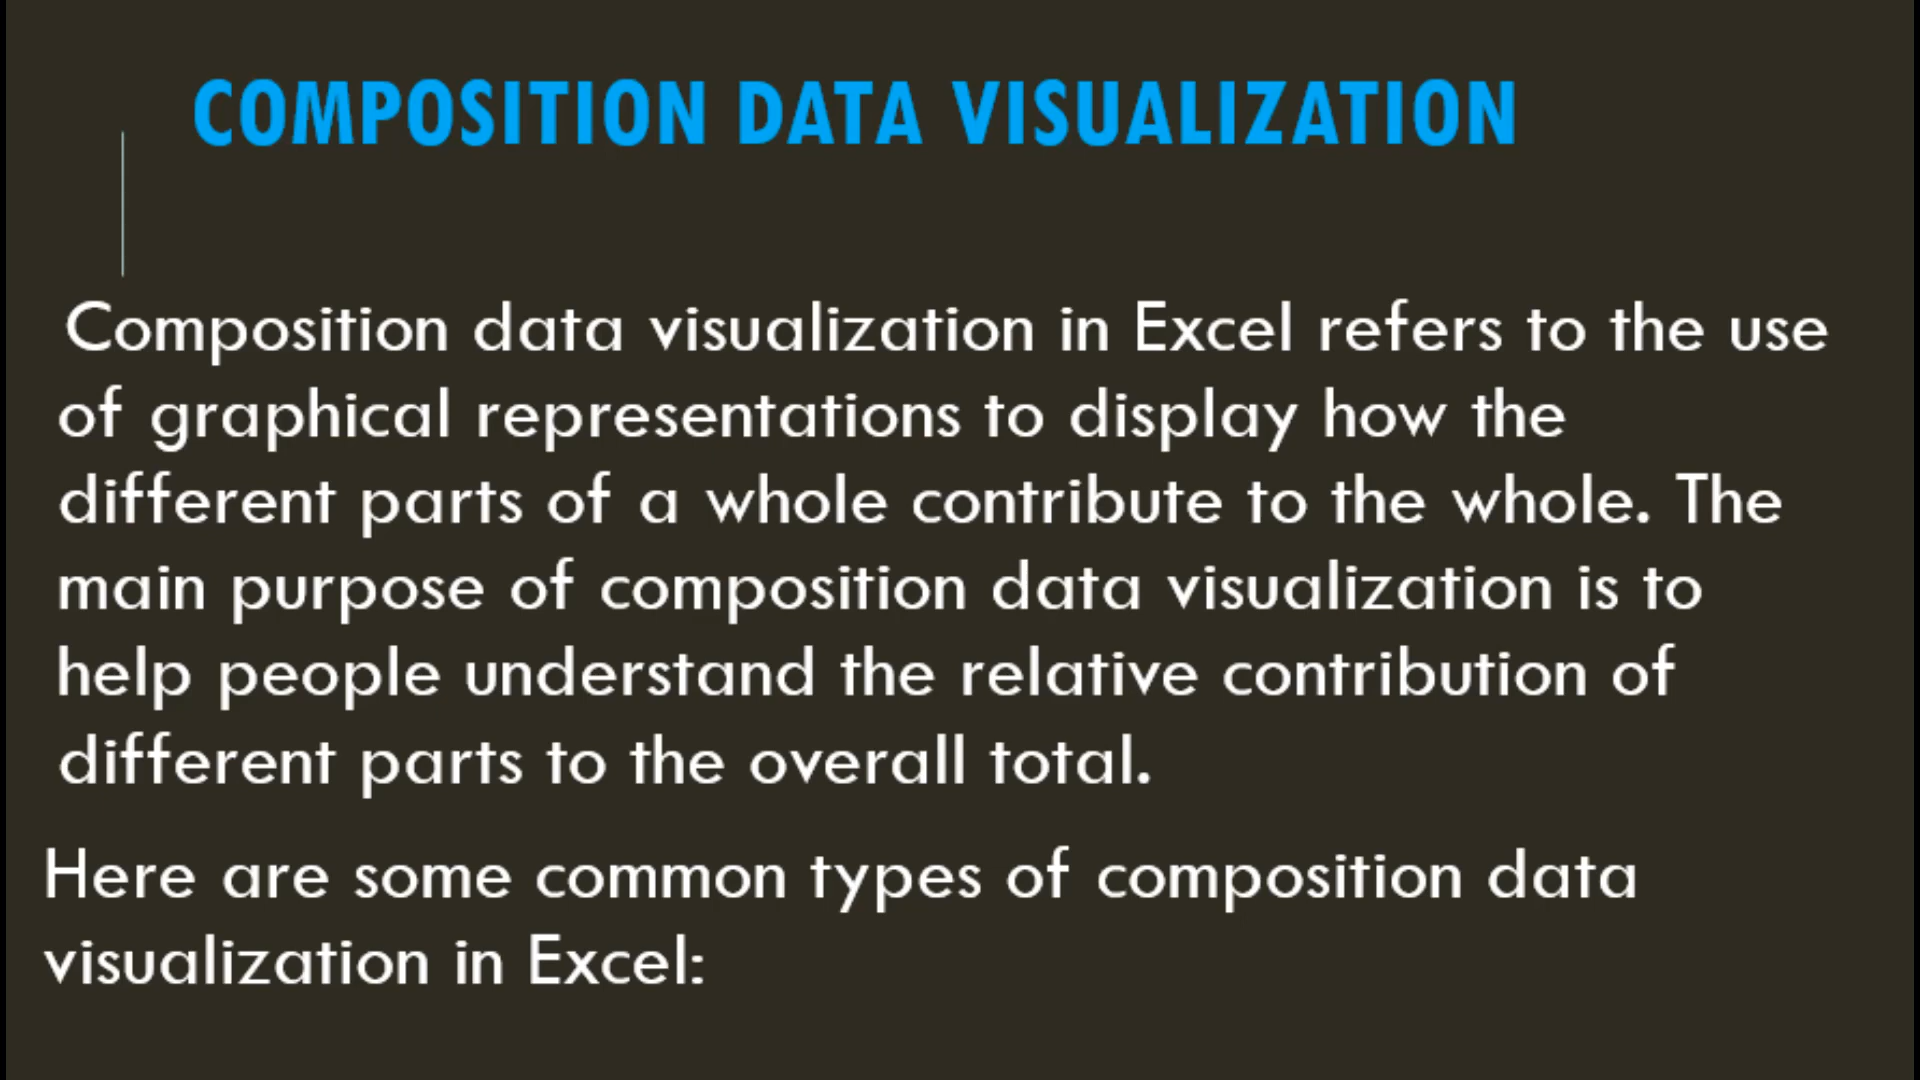 COMPOSITION DATA VISUALIZATION
Composition data visualization in Excel refers to the use
of graphical representations to display how the
different parts of a whole contribute to the whole. The
main purpose of composition data visualization is to
help people understand the relative contribution of
different parts to the overall total.
Here are some common types of composition data
visualization in Excel: